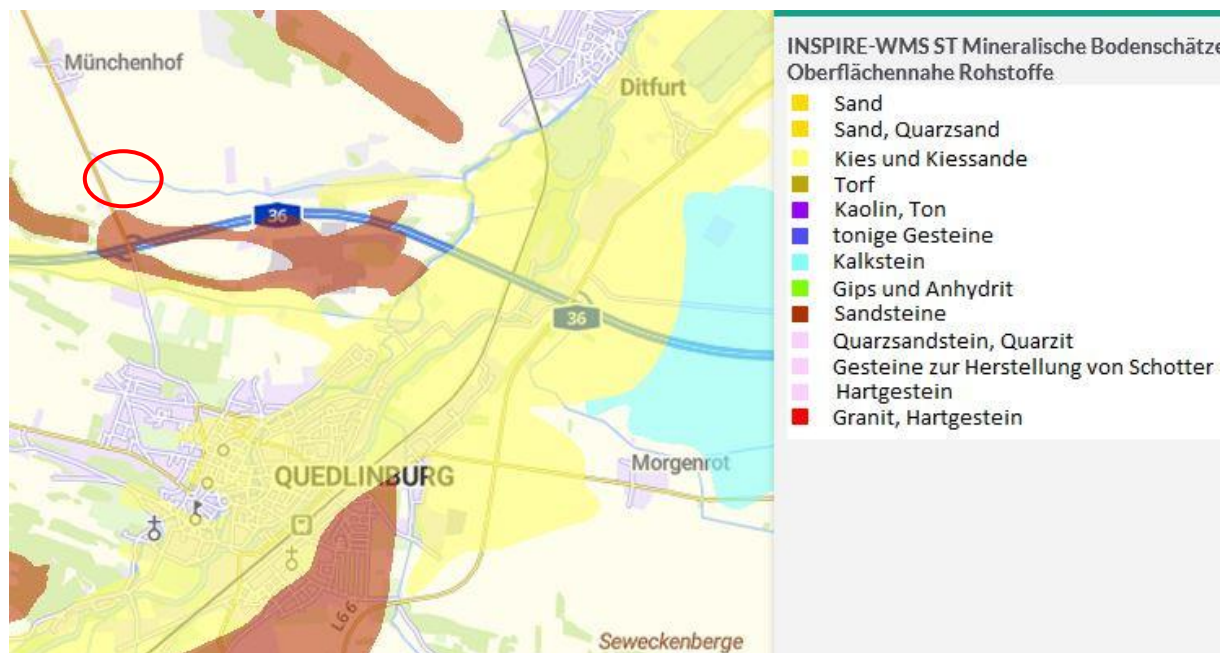 Münchenhof
Ditfurt
36
36
QUEDLINBURG
Morgenrot
L66
Seweckenberge
INSPIRE-WMS ST Mineralische Bodenschätze
Oberflächennahe Rohstoffe
Sand
Sand, Quarzsand
Kies und Kiessande
Torf
Kaolin, Ton
tonige Gesteine
Kalkstein
Gips und Anhydrit
Sandsteine
Quarzsandstein, Quarzit
Gesteine zur Herstellung von Schotter
Hartgestein
Granit, Hartgestein